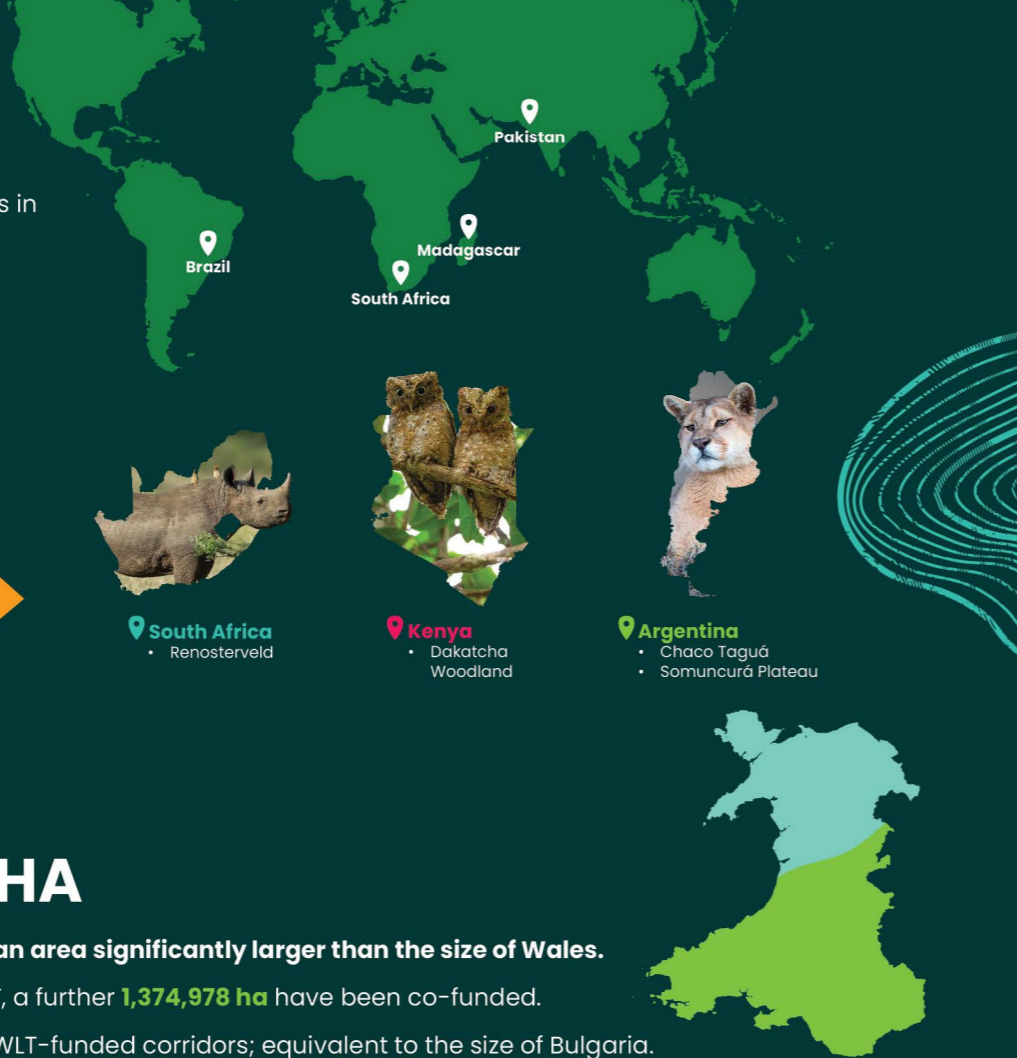 s in
Pakistan
Madagascar
Brazil
South Africa
South Africa
• Renosterveld
Kenya
• Dakatcha
Woodland
Argentina
• Chaco Taguá
• Somuncurá Plateau
HA
an area significantly larger than the size of Wales.
, a further 1,374,978 ha have been co-funded.
WLT-funded corridors; equivalent to the size of Bulgaria.